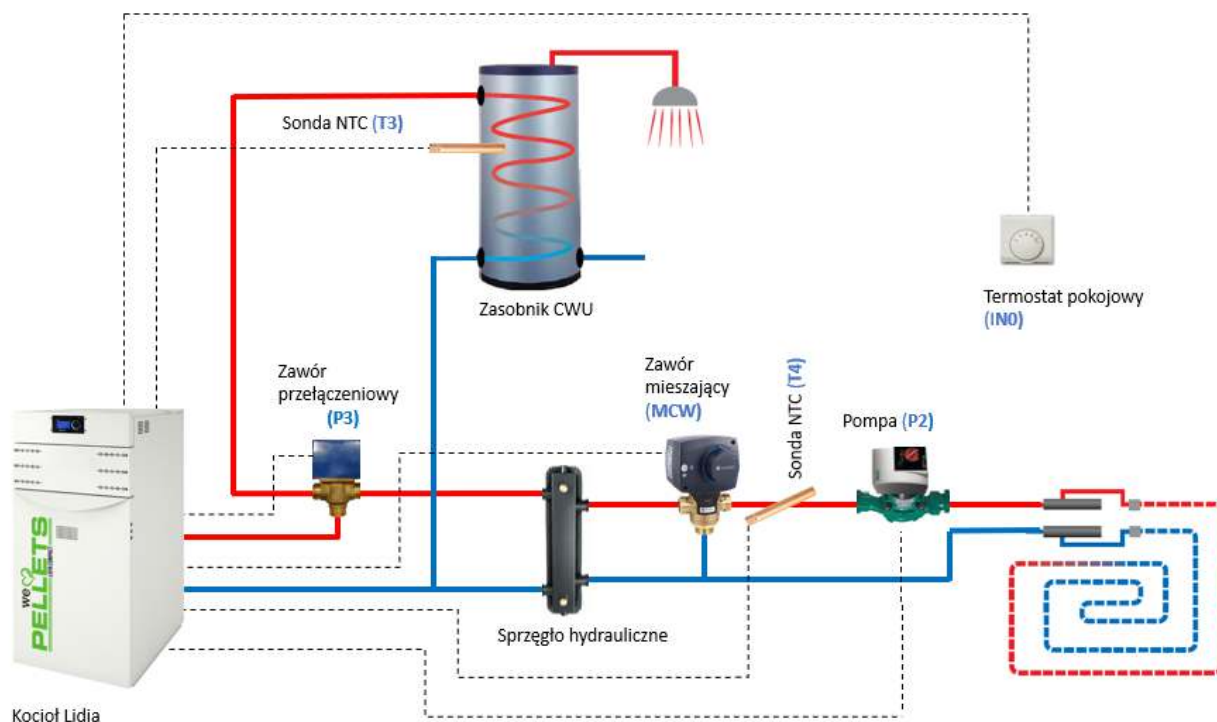 Sonda NTC (T3)
Zasobnik CWU
Termostat pokojowy
(IN0)
Zawór
przełączeniowy
(P3)
Zawór
mieszający
(MCW)
Sonda NTC (T4)
Pompa (P2)
we
PELLETS
Sprzęgło hydrauliczne
Kocioł Lidia